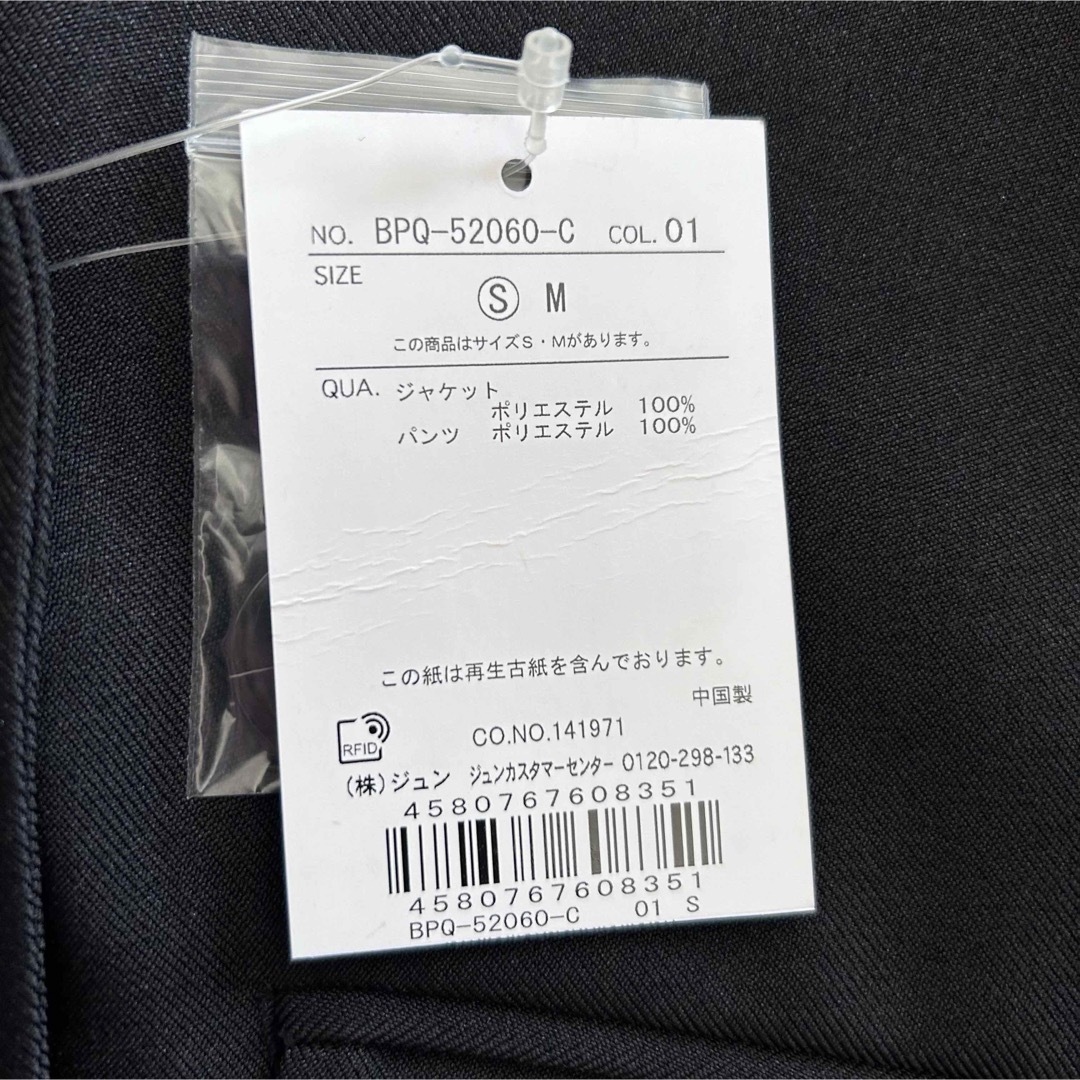 NO. BPQ-52060-C COL. 01
SIZE
Ⓢ M
この商品はサイズS・Mがあります。
QUA. ジャケット
ポリエステル 100%
パンツ ポリエステル 100%
この紙は再生古紙を含んでおります。
中国製
RFID
CO.NO.141971
(株)ジュン ジュンカスタマーセンター 0120-298-133
4580767608351
4580767608351
BPQ-52060-C 01 S